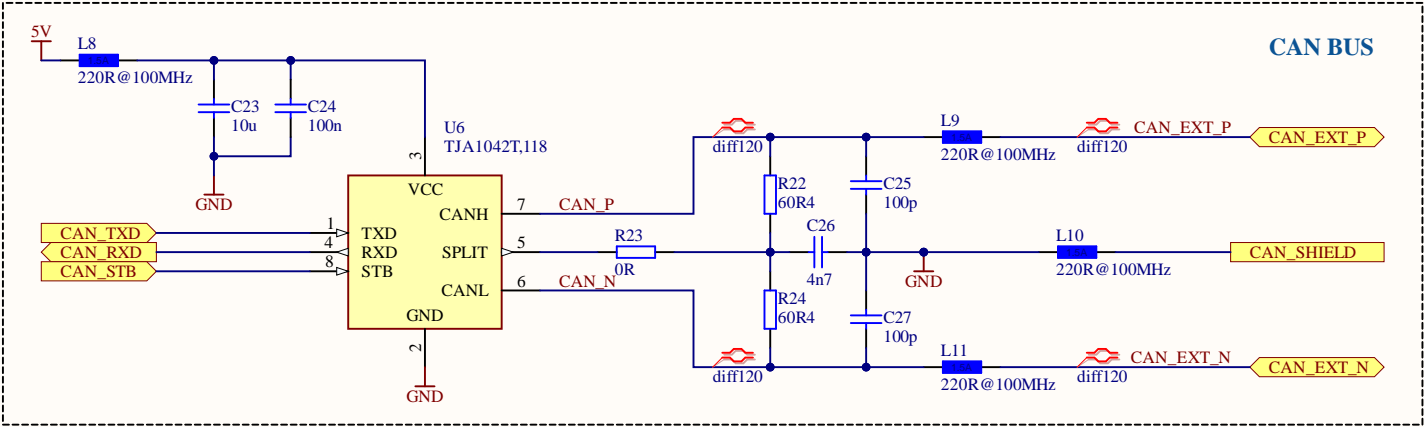 CAN BUS
5V
L8
220R@100MHz
C23
10u
C24
100n
GND
U6
TJA1042T,118
3
VCC
CANH
7
CAN_P
CAN_TXD
1
TXD
CAN_RXD
4
RXD
CAN_STB
8
STB
SPLIT
5
CANL
6
CAN_N
GND
2
GND
R23
0R
diff120
R22
60R4
C25
100p
C26
4n7
R24
60R4
C27
100p
diff120
GND
L9
220R@100MHz
diff120
CAN_EXT_P
CAN_EXT_P
L10
220R@100MHz
CAN_SHIELD
L11
220R@100MHz
diff120
CAN_EXT_N
CAN_EXT_N